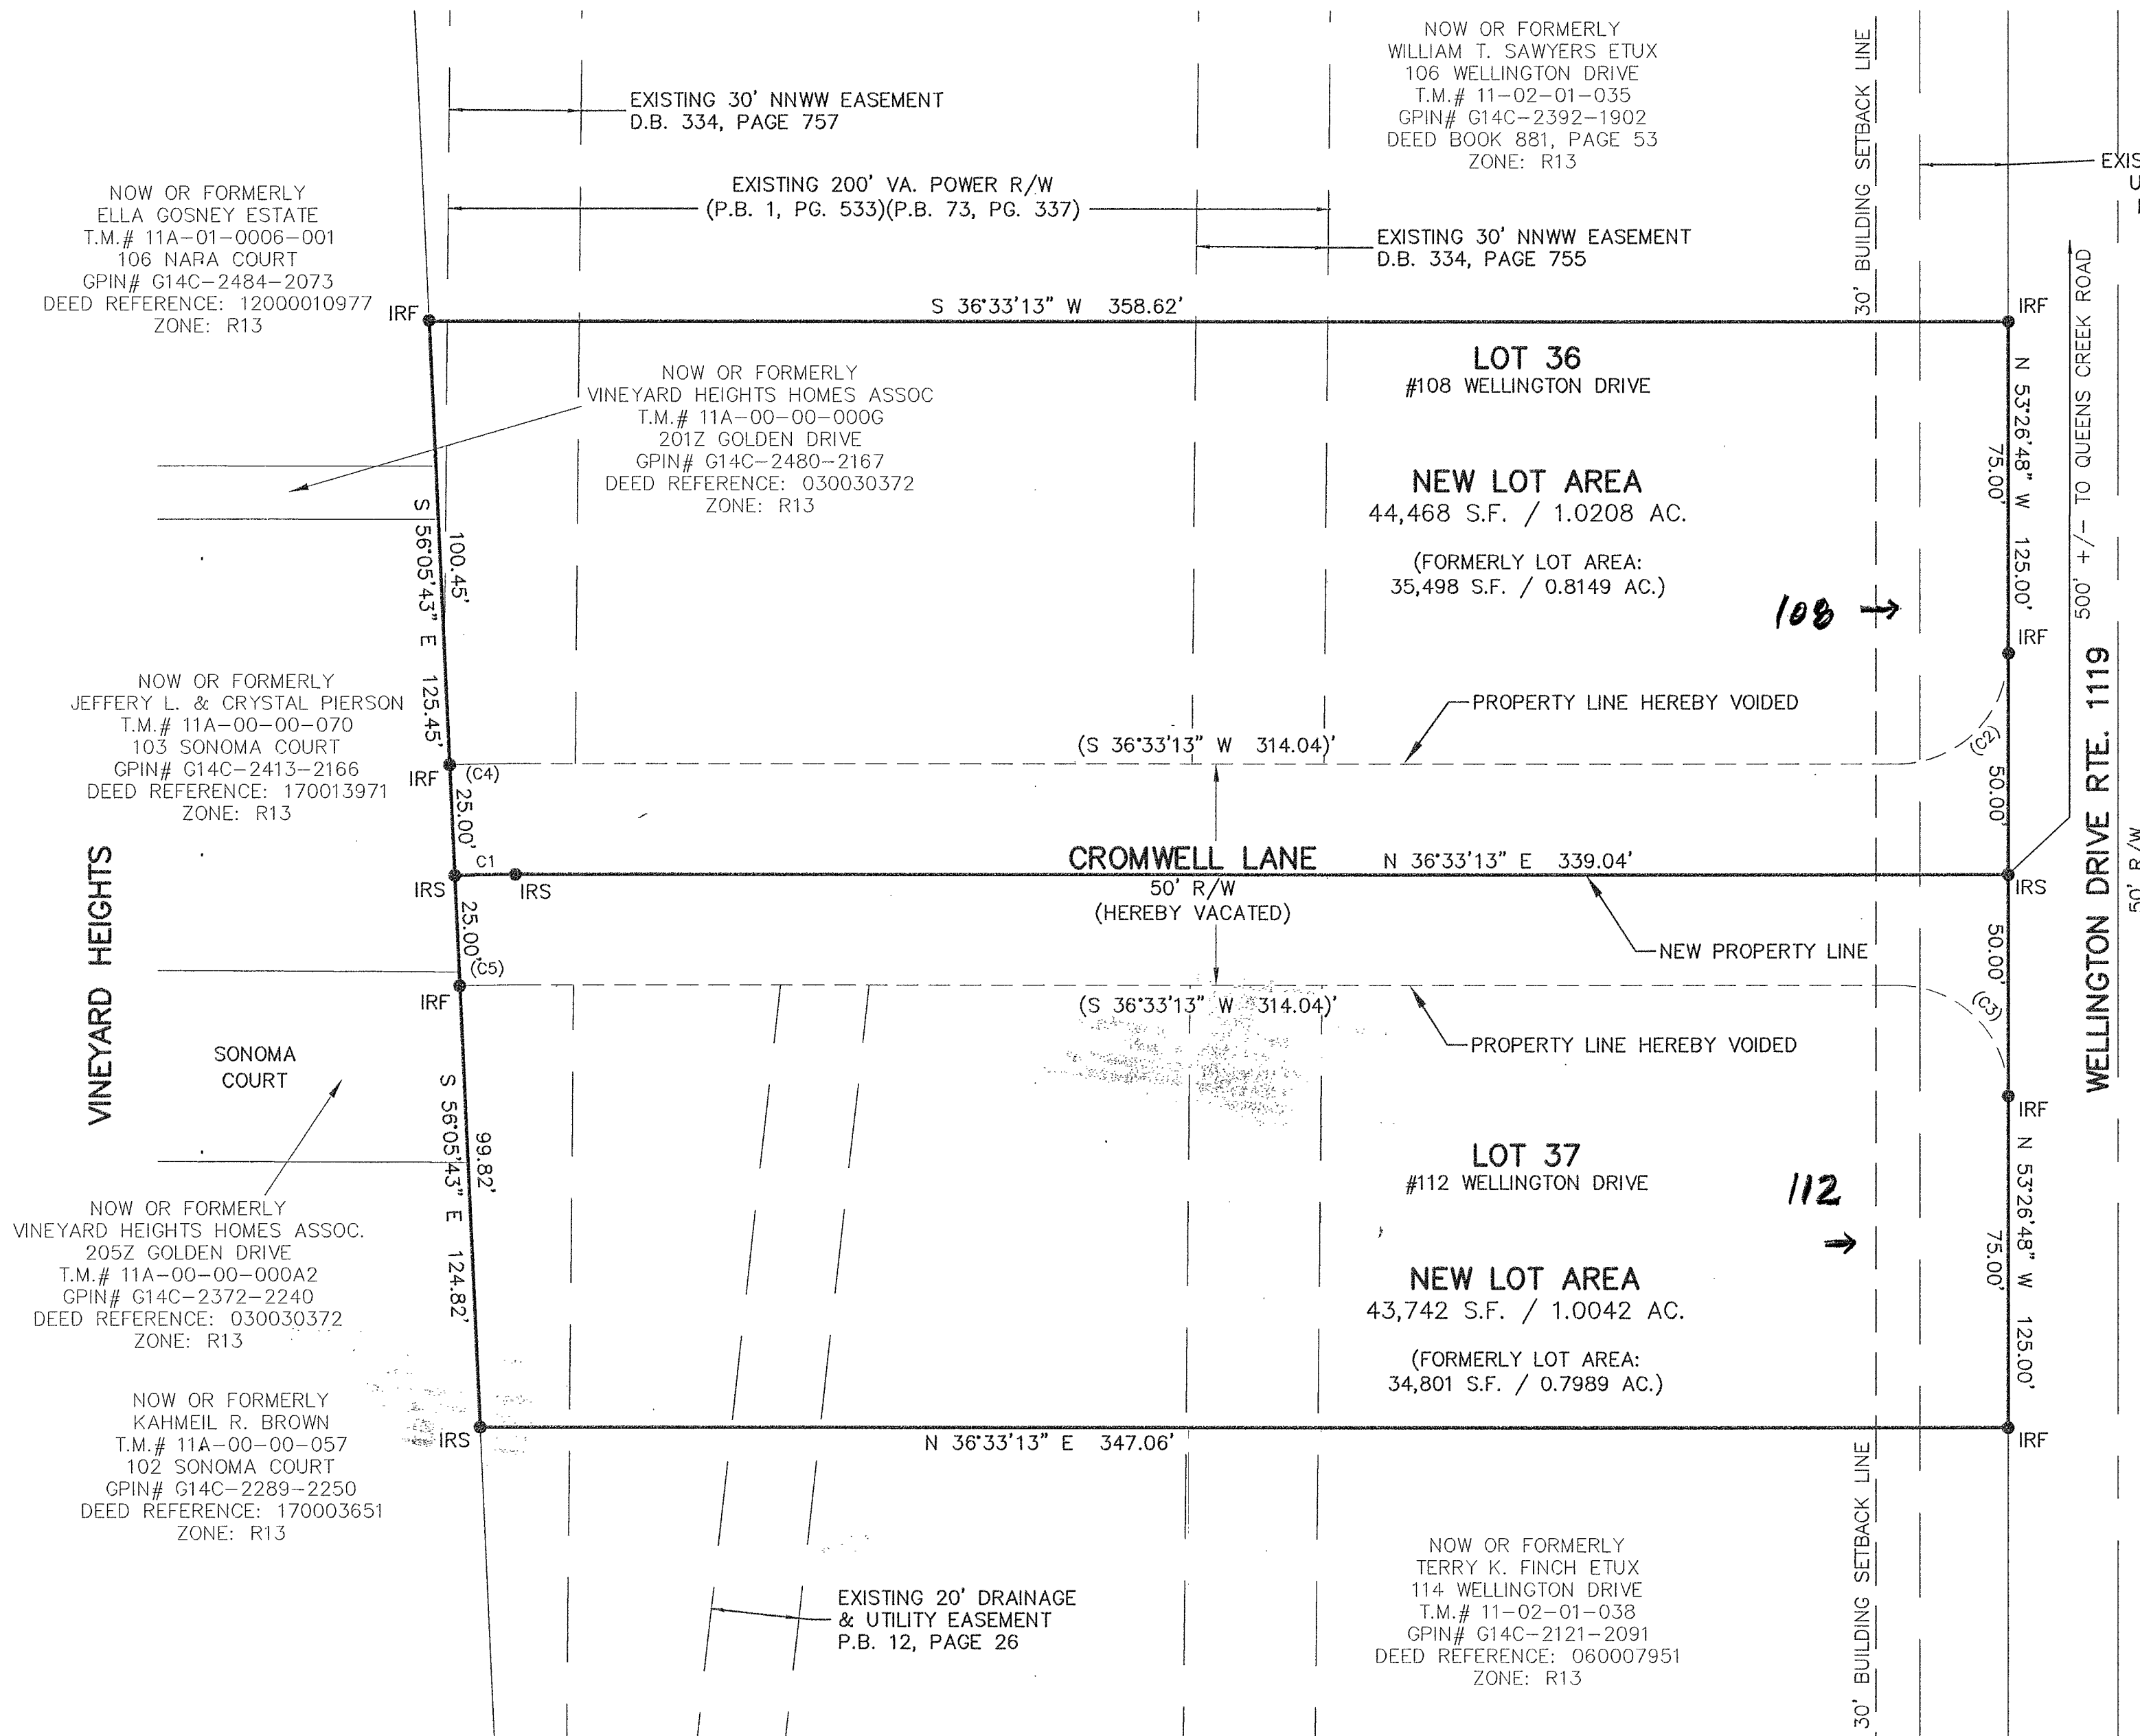 NOW OR FORMERLY
WILLIAM T. SAWYERS ETUX
106 WELLINGTON DRIVE
T.M.# 11-02-01-035
GPIN# G14C-2392-1902
DEED BOOK 881, PAGE 53
ZONE: R13
30' BUILDING SETBACK LINE
EXISTING 30' NNWW EASEMENT
D.B. 334, PAGE 757
EXISTING 200' VA. POWER R/W
(P.B. 1, PG. 533)(P.B. 73, PG. 337)
EXISTING 30' NNWW EASEMENT
D.B. 334, PAGE 755
EXIS
U
NOW OR FORMERLY
ELLA GOSNEY ESTATE
T.M.# 11A-01-0006-001
106 NARA COURT
GPIN# G14C-2484-2073
DEED REFERENCE: 12000010977
ZONE: R13
IRF
S 36°33'13" W 358.62'
IRF
LOT 36
#108 WELLINGTON DRIVE
NOW OR FORMERLY
VINEYARD HEIGHTS HOMES ASSOC
T.M.# 11A-00-00-000G
201Z GOLDEN DRIVE
GPIN# G14C-2480-2167
DEED REFERENCE: 030030372
ZONE: R13
NEW LOT AREA
44,468 S.F. / 1.0208 AC.
(FORMERLY LOT AREA:
35,498 S.F. / 0.8149 AC.)
108 →
N 53°26'48" W 125.00'
75.00'
500' +/- TO QUEENS CREEK ROAD
IRF
S 56°05'43" E 125.45'
100.45'
NOW OR FORMERLY
JEFFERY L. & CRYSTAL PIERSON
T.M.# 11A-00-00-070
103 SONOMA COURT
GPIN# G14C-2413-2166
DEED REFERENCE: 170013971
ZONE: R13
PROPERTY LINE HEREBY VOIDED
(S 36°33'13" W 314.04)'
(C2)
50.00'
IRF
(C4)
25.00'
C1
CROMWELL LANE
N 36°33'13" E 339.04'
IRS
IRS
50' R/W
(HEREBY VACATED)
IRS
WELLINGTON DRIVE RTE. 1119
50' R/W
VINEYARD HEIGHTS
25.00'
NEW PROPERTY LINE
50.00'
(C5)
IRF
(S 36°33'13" W 314.04)'
(C3)
PROPERTY LINE HEREBY VOIDED
SONOMA
COURT
IRF
S 56°05'43" E 124.82'
99.82'
LOT 37
#112 WELLINGTON DRIVE
112
→
N 53°26'48" W 125.00'
75.00'
NOW OR FORMERLY
VINEYARD HEIGHTS HOMES ASSOC.
205Z GOLDEN DRIVE
T.M.# 11A-00-00-000A2
GPIN# G14C-2372-2240
DEED REFERENCE: 030030372
ZONE: R13
NEW LOT AREA
43,742 S.F. / 1.0042 AC.
(FORMERLY LOT AREA:
34,801 S.F. / 0.7989 AC.)
NOW OR FORMERLY
KAHMEIL R. BROWN
T.M.# 11A-00-00-057
102 SONOMA COURT
GPIN# G14C-2289-2250
DEED REFERENCE: 170003651
ZONE: R13
IRS
N 36°33'13" E 347.06'
IRF
30' BUILDING SETBACK LINE
EXISTING 20' DRAINAGE
& UTILITY EASEMENT
P.B. 12, PAGE 26
NOW OR FORMERLY
TERRY K. FINCH ETUX
114 WELLINGTON DRIVE
T.M.# 11-02-01-038
GPIN# G14C-2121-2091
DEED REFERENCE: 060007951
ZONE: R13